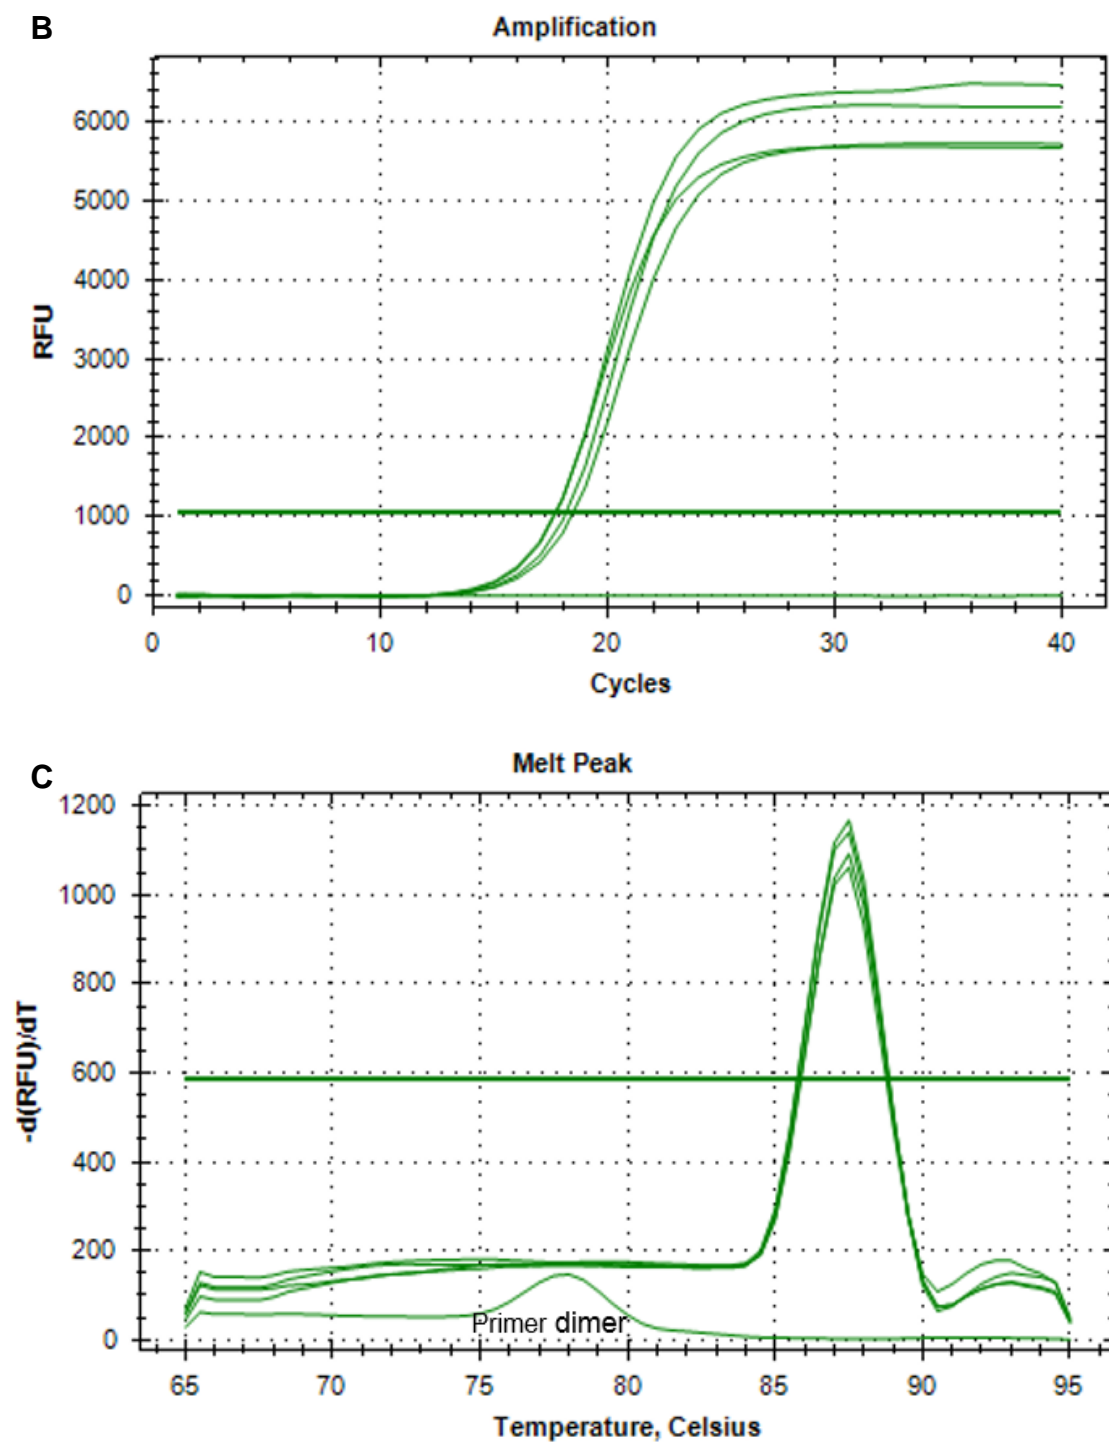 B
Amplification
RFU
6000
5000
4000
3000
2000
1000
0
0 10 20 30 40
Cycles
C
Melt Peak
-d(RFU)/dT
1200
1000
800
600
400
200
0
Primer dimer
65 70 75 80 85 90 95
Temperature, Celsius